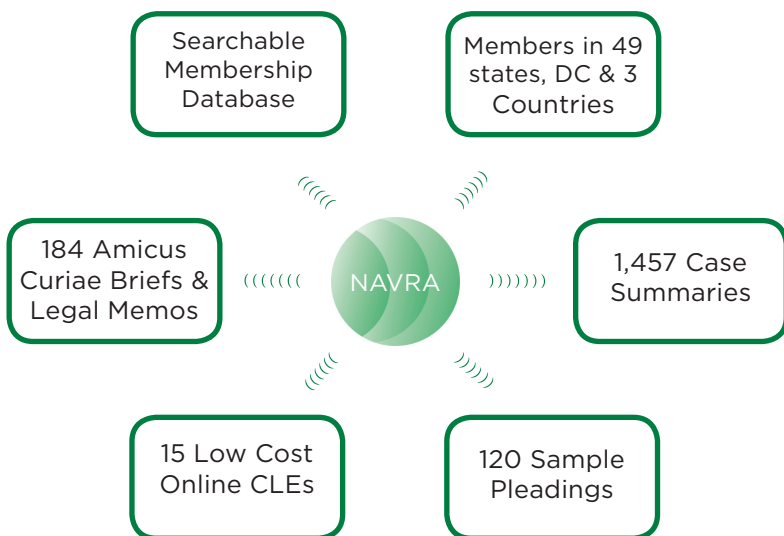 Searchable
Membership
Database
Members in 49
states, DC & 3
Countries
184 Amicus
Curiae Briefs &
Legal Memos
NAVRA
1,457 Case
Summaries
15 Low Cost
Online CLEs
120 Sample
Pleadings